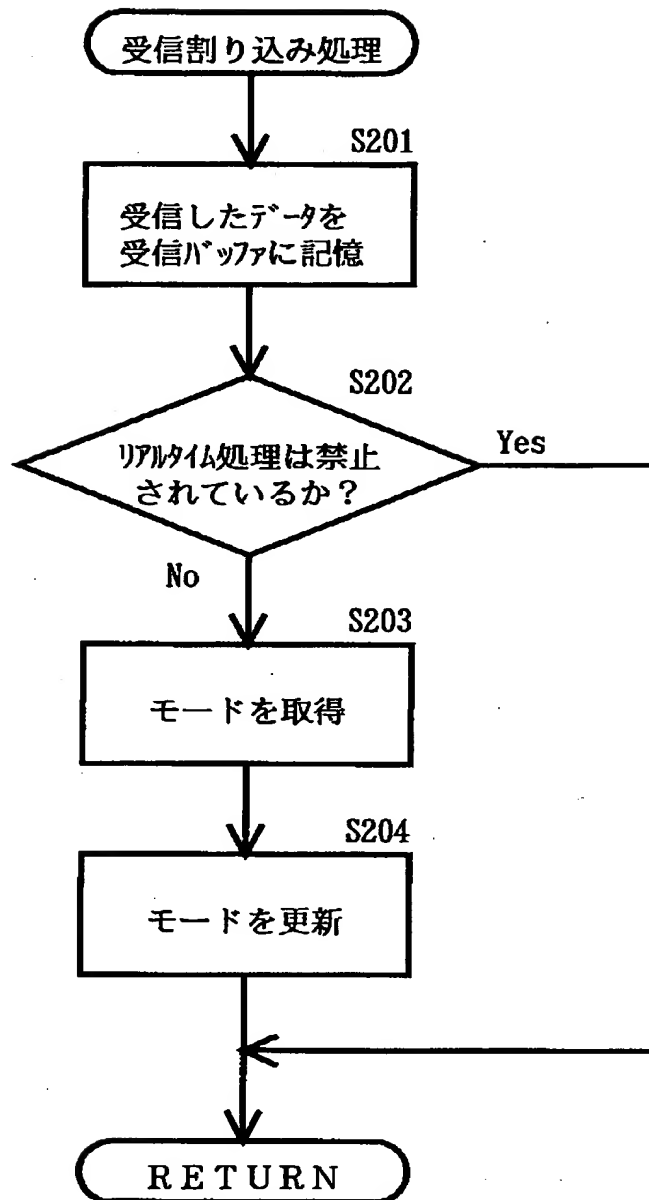 受信割り込み処理
S201
受信したデータを
受信バッファに記憶
S202
リアルタイム処理は禁止
されているか？
Yes
No
S203
モードを取得
S204
モードを更新
RETURN